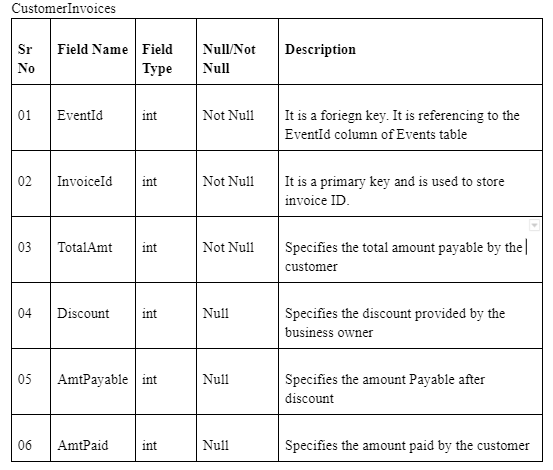 CustomerInvoices
Sr No | Field Name | Field Type | Null/Not Null | Description
01 | EventId | int | Not Null | It is a foriegn key. It is referencing to the EventId column of Events table
02 | InvoiceId | int | Not Null | It is a primary key and is used to store invoice ID.
03 | TotalAmt | int | Not Null | Specifies the total amount payable by the customer
04 | Discount | int | Null | Specifies the discount provided by the business owner
05 | AmtPayable | int | Null | Specifies the amount Payable after discount
06 | AmtPaid | int | Null | Specifies the amount paid by the customer